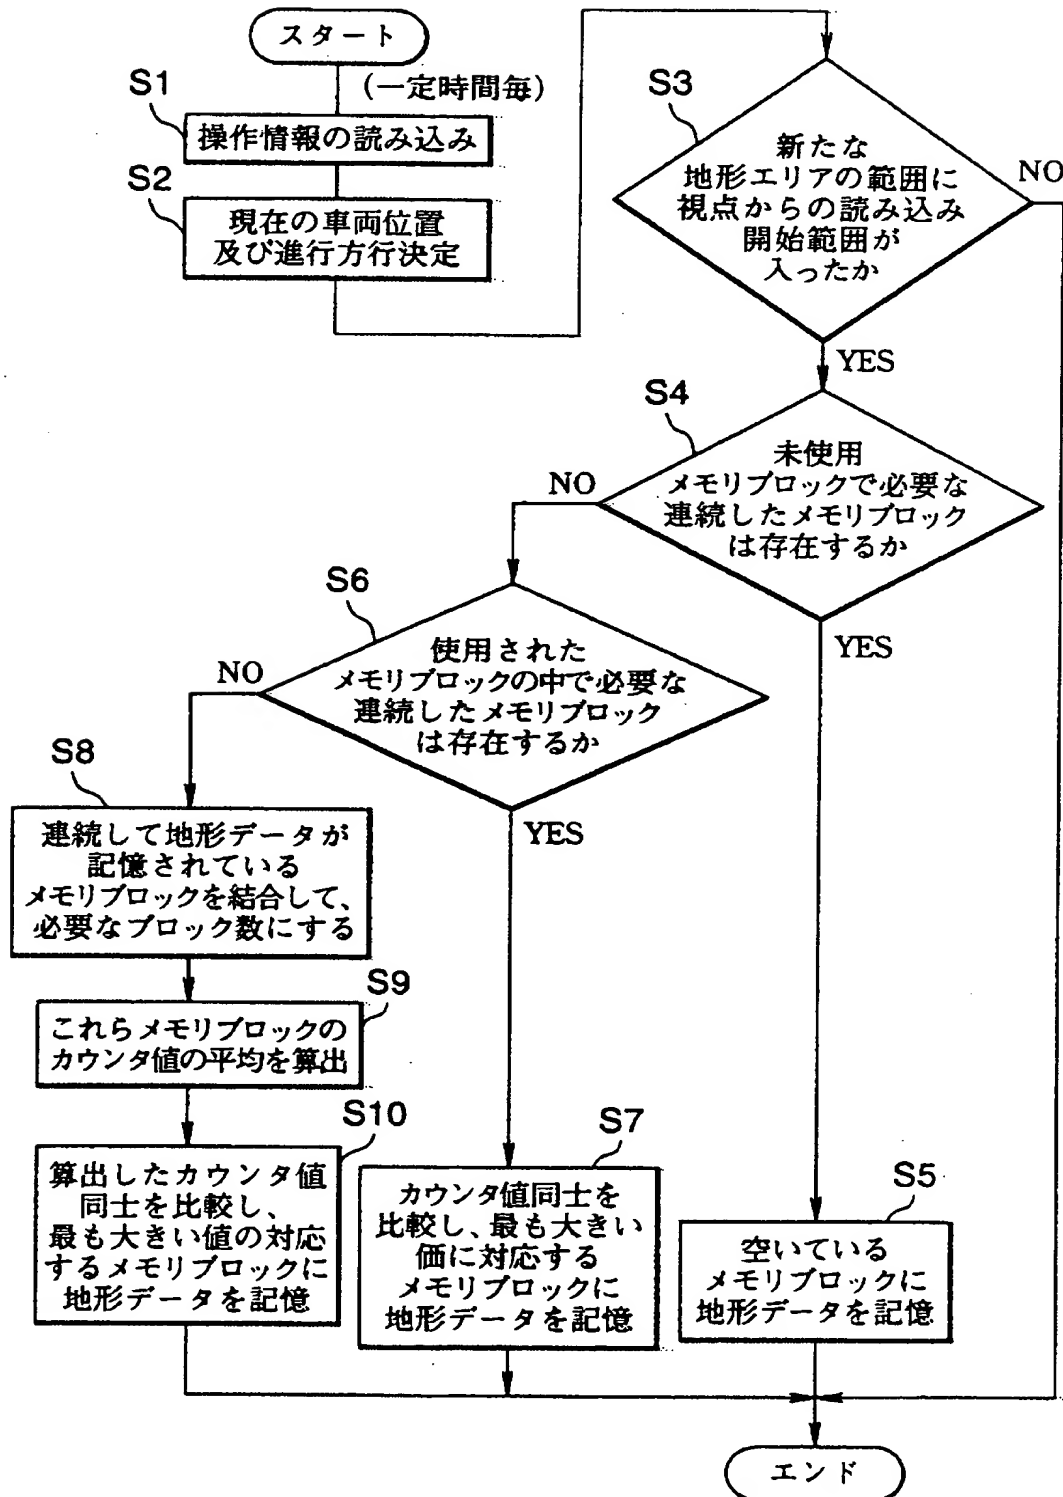 スタート
(一定時間毎)
S1
操作情報の読み込み
S2
現在の車両位置
及び進行方行決定
S3
新たな
地形エリアの範囲に
視点からの読み込み
開始範囲が
入ったか
NO
YES
S4
未使用
メモリブロックで必要な
連続したメモリブロック
は存在するか
NO
YES
S6
使用された
メモリブロックの中で必要な
連続したメモリブロック
は存在するか
NO
YES
S8
連続して地形データが
記憶されている
メモリブロックを結合して、
必要なブロック数にする
S9
これらメモリブロックの
カウンタ値の平均を算出
S10
算出したカウンタ値
同士を比較し、
最も大きい値の対応
するメモリブロックに
地形データを記憶
S7
カウンタ値同士を
比較し、最も大きい
価に対応する
メモリブロックに
地形データを記憶
S5
空いている
メモリブロックに
地形データを記憶
エンド